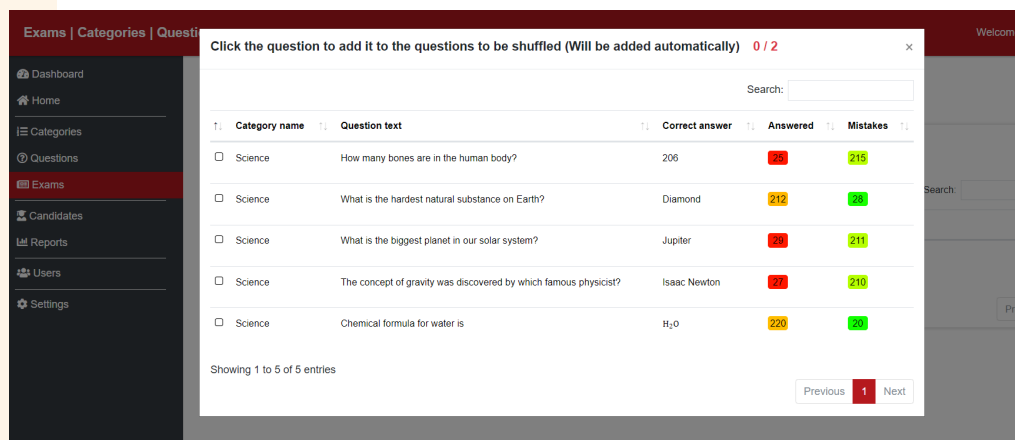 Exams | Categories | Questi
Welcom
Click the question to add it to the questions to be shuffled (Will be added automatically) 0 / 2 ×
Dashboard
Home
Categories
Questions
Exams
Candidates
Reports
Users
Settings
Search:
Category name Question text Correct answer Answered Mistakes
Science How many bones are in the human body? 206 25 215
Science What is the hardest natural substance on Earth? Diamond 212 28
Science What is the biggest planet in our solar system? Jupiter 29 211
Science The concept of gravity was discovered by which famous physicist? Isaac Newton 27 210
Science Chemical formula for water is H₂O 220 20
Showing 1 to 5 of 5 entries
Previous 1 Next
Search:
Pr